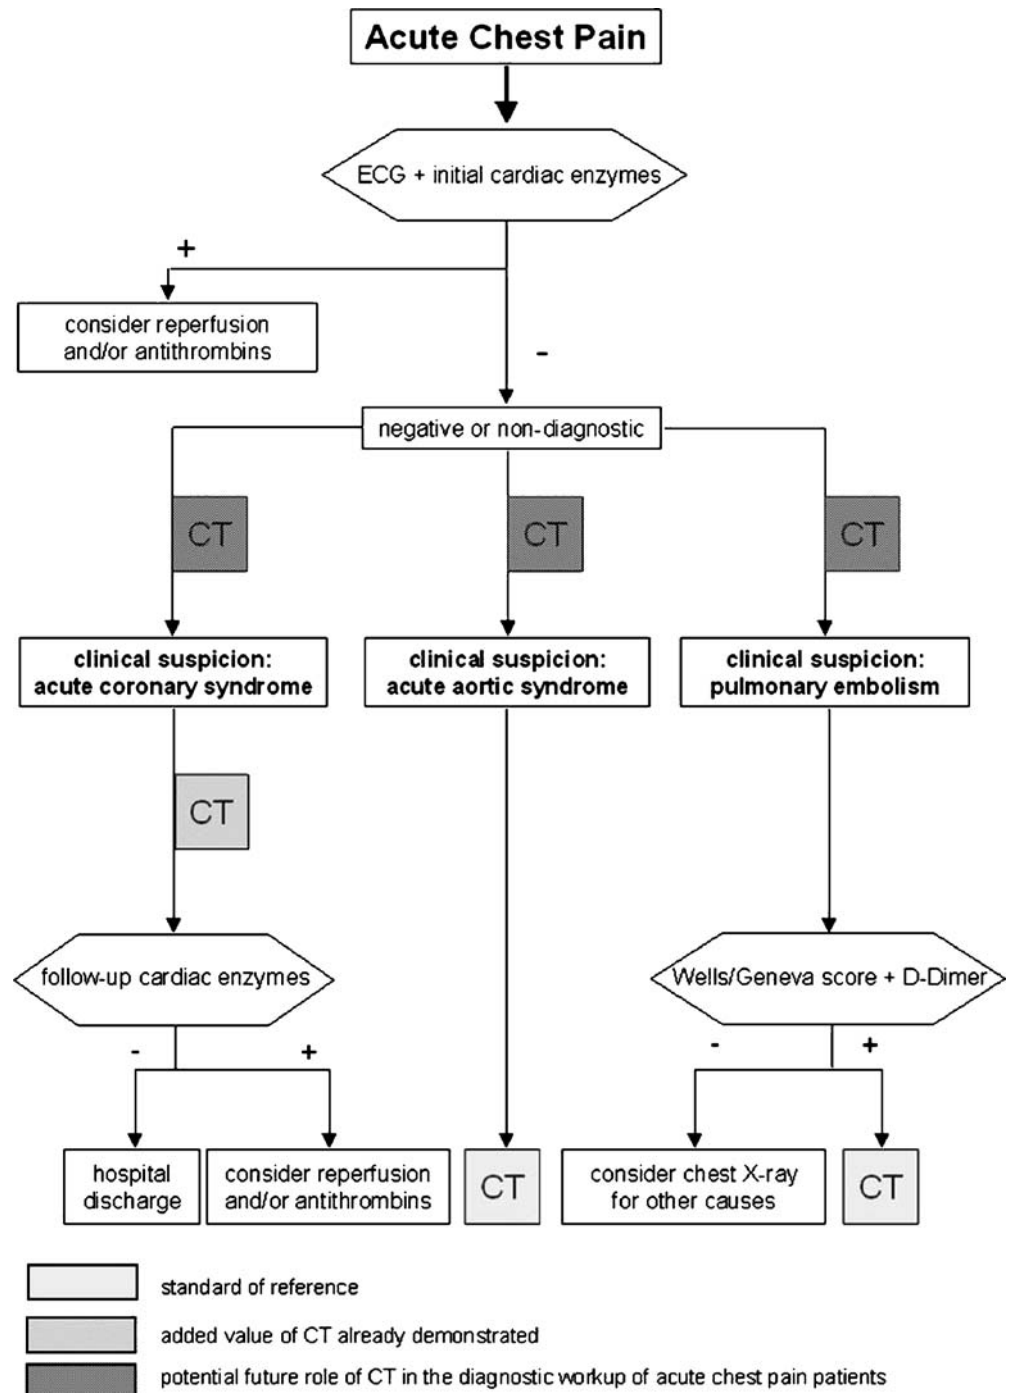 Acute Chest Pain
ECG + initial cardiac enzymes
+
consider reperfusion
and/or antithrombins
-
negative or non-diagnostic
CT
CT
CT
clinical suspicion:
acute coronary syndrome
clinical suspicion:
acute aortic syndrome
clinical suspicion:
pulmonary embolism
CT
follow-up cardiac enzymes
Wells/Geneva score + D-Dimer
-
+
-
+
hospital
discharge
consider reperfusion
and/or antithrombins
CT
consider chest X-ray
for other causes
CT
standard of reference
added value of CT already demonstrated
potential future role of CT in the diagnostic workup of acute chest pain patients